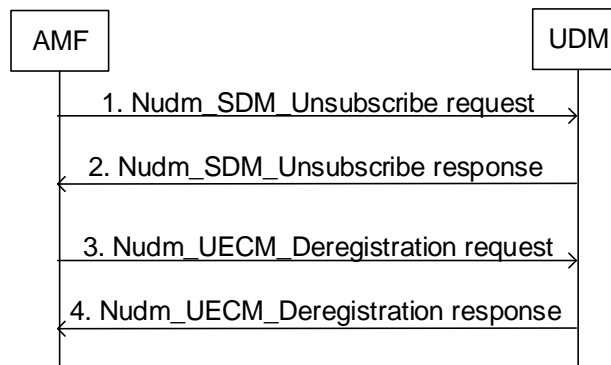 AMF
UDM
1. Nudm_SDM_Unsubscribe request
2. Nudm_SDM_Unsubscribe response
3. Nudm_UECM_Deregistration request
4. Nudm_UECM_Deregistration response